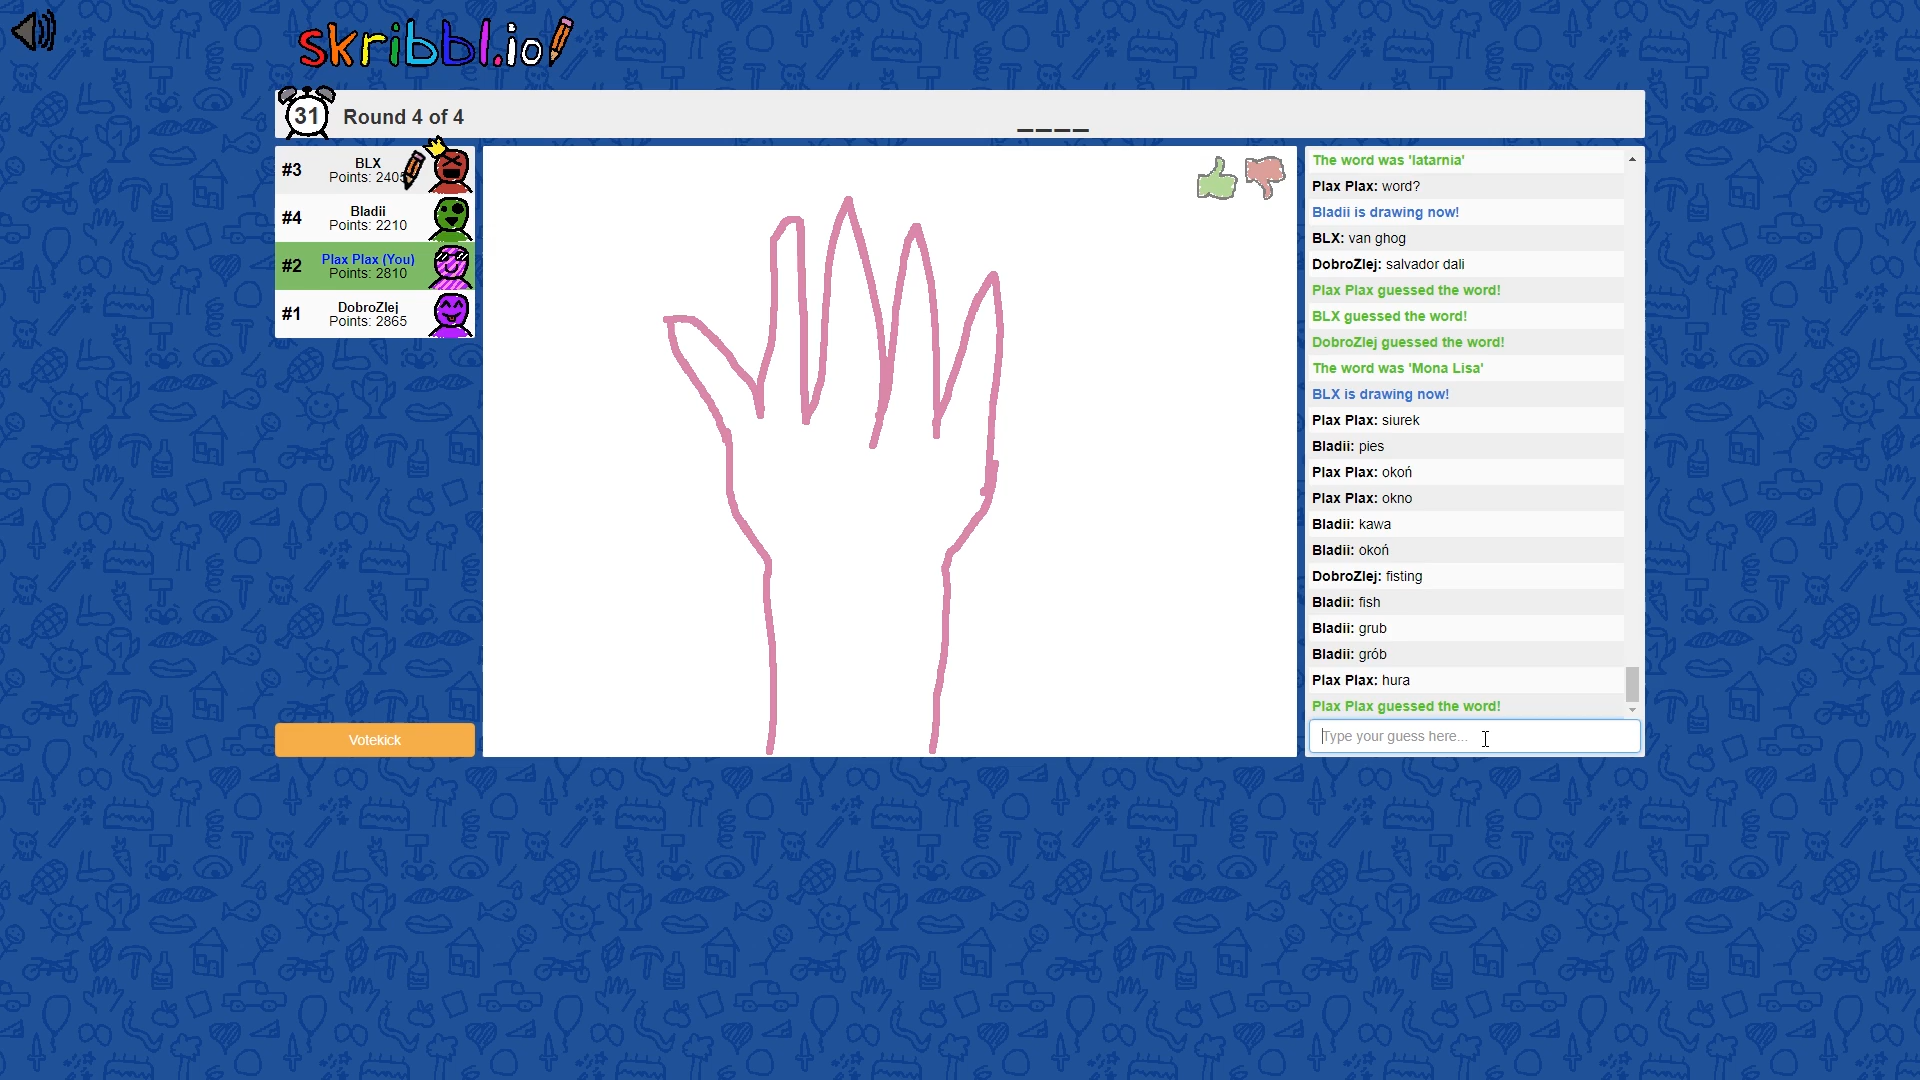 skribbl.io
31
Round 4 of 4
____
#3
BLX
Points: 2405
#4
Bladii
Points: 2210
#2
Plax Plax (You)
Points: 2810
#1
DobroZlej
Points: 2865
Votekick
The word was 'latarnia'
Plax Plax: word?
Bladii is drawing now!
BLX: van ghog
DobroZlej: salvador dali
Plax Plax guessed the word!
BLX guessed the word!
DobroZlej guessed the word!
The word was 'Mona Lisa'
BLX is drawing now!
Plax Plax: siurek
Bladii: pies
Plax Plax: okoń
Plax Plax: okno
Bladii: kawa
Bladii: okoń
DobroZlej: fisting
Bladii: fish
Bladii: grub
Bladii: grób
Plax Plax: hura
Plax Plax guessed the word!
Type your guess here...